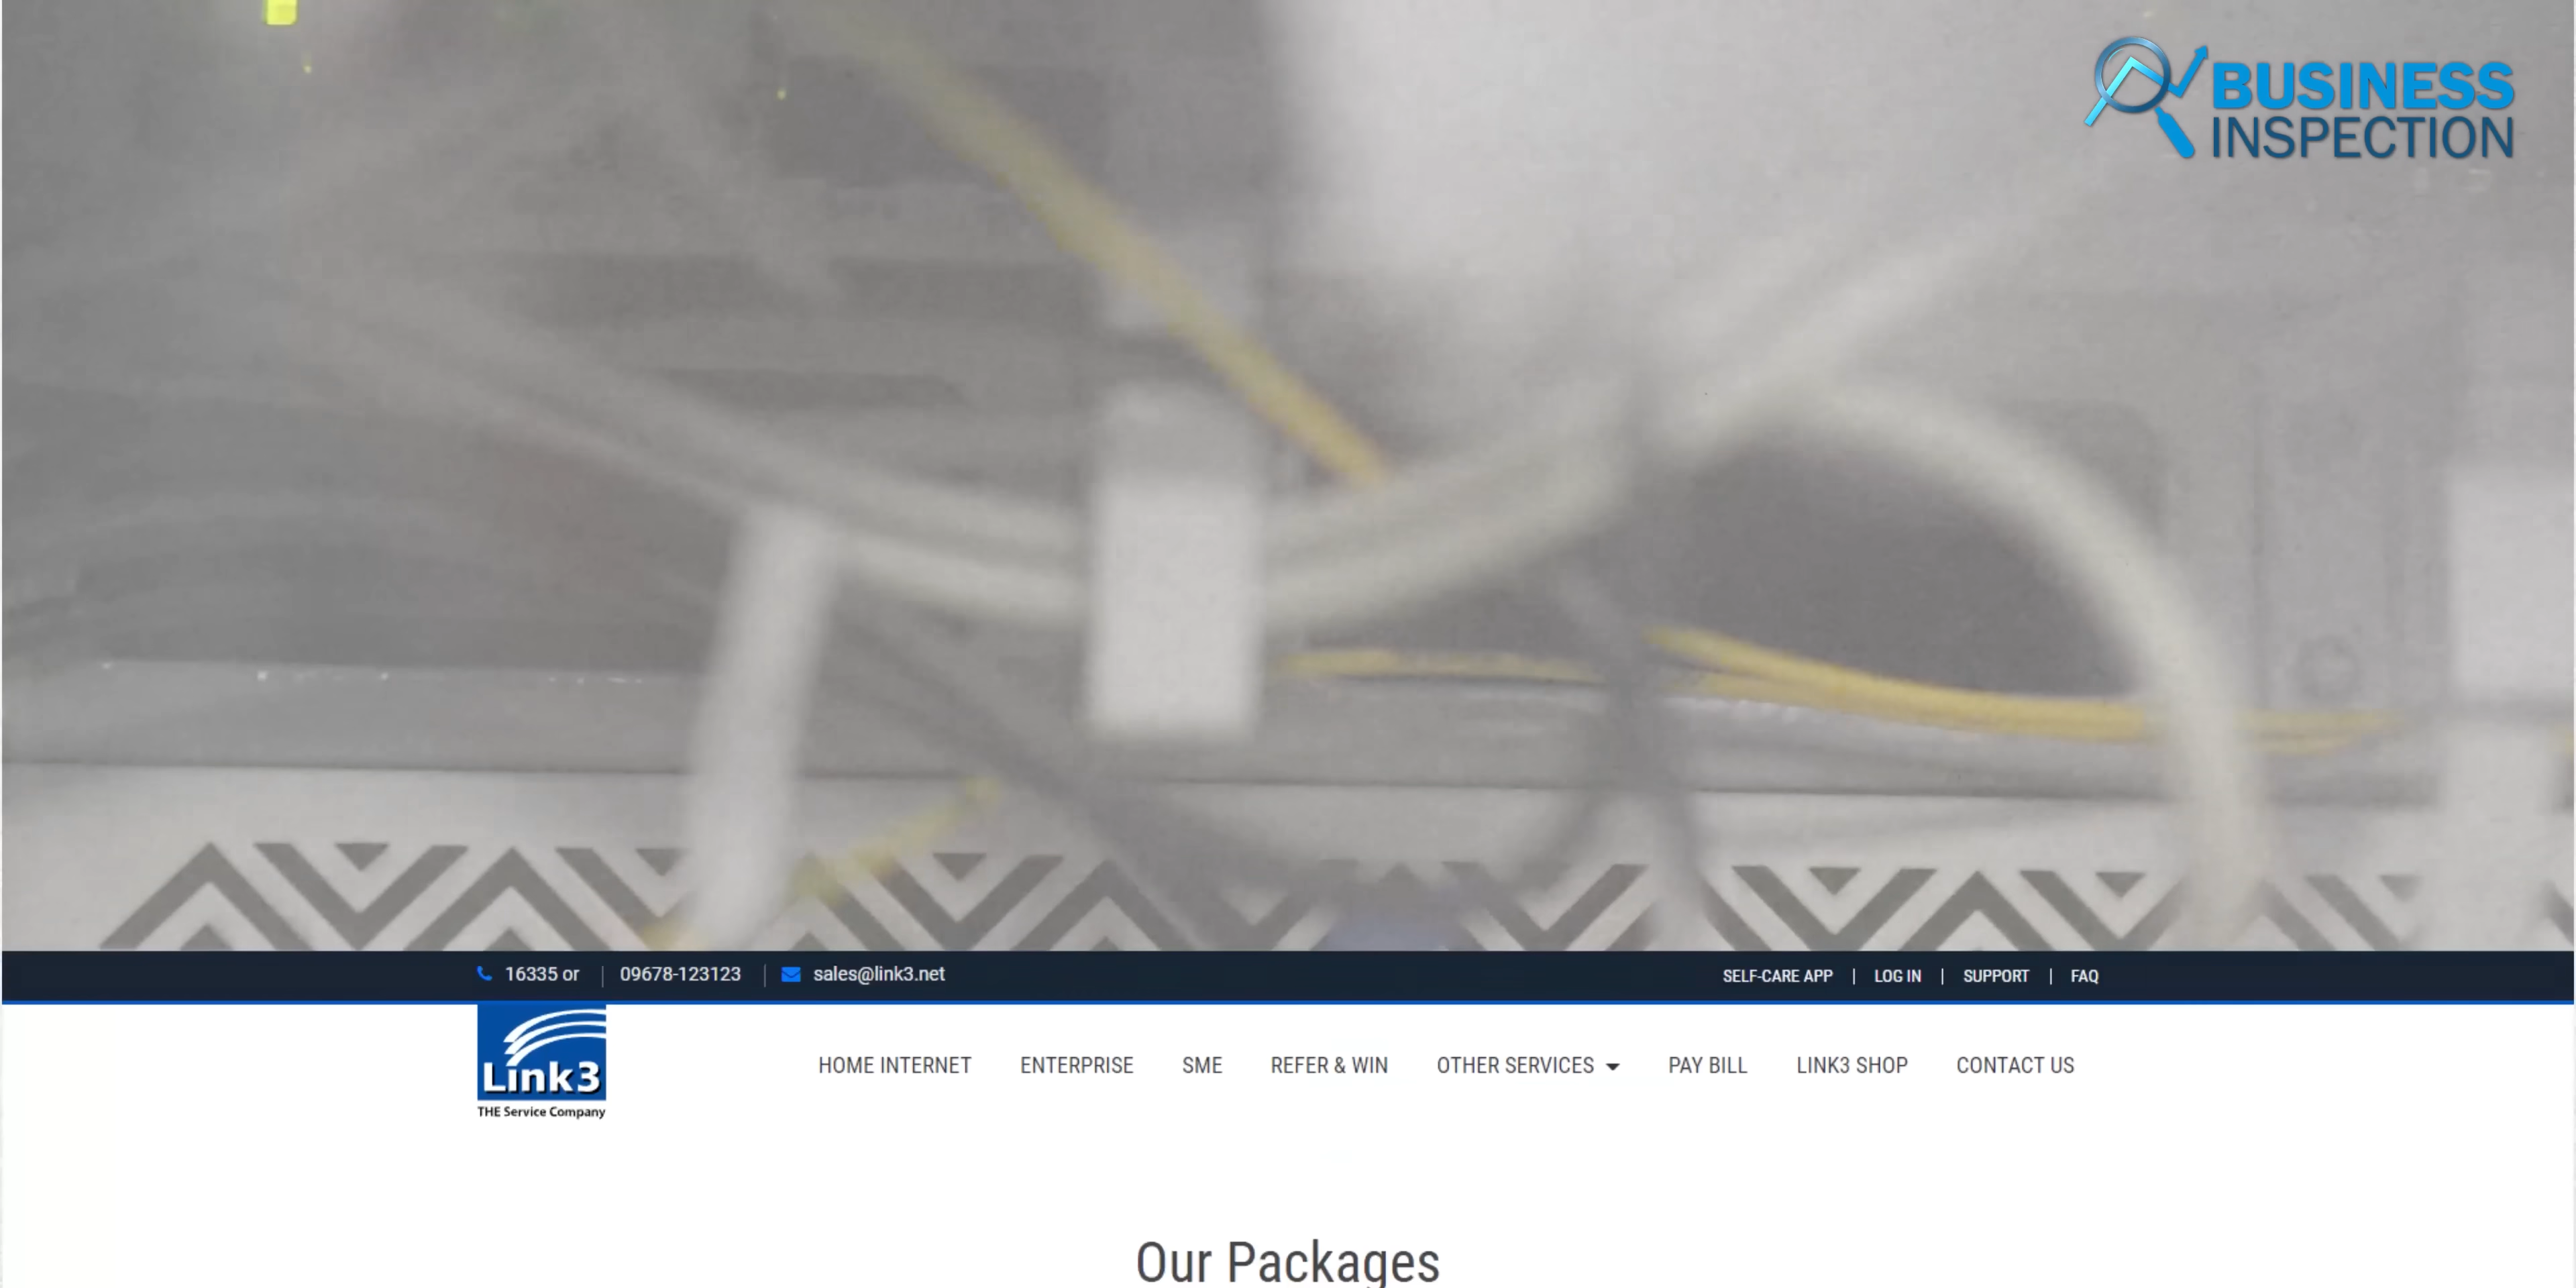 BUSINESS
INSPECTION
16335 or | 09678-123123 | sales@link3.net
SELF-CARE APP | LOG IN | SUPPORT | FAQ
Link3
THE Service Company
HOME INTERNET ENTERPRISE SME REFER & WIN OTHER SERVICES PAY BILL LINK3 SHOP CONTACT US
Our Packages